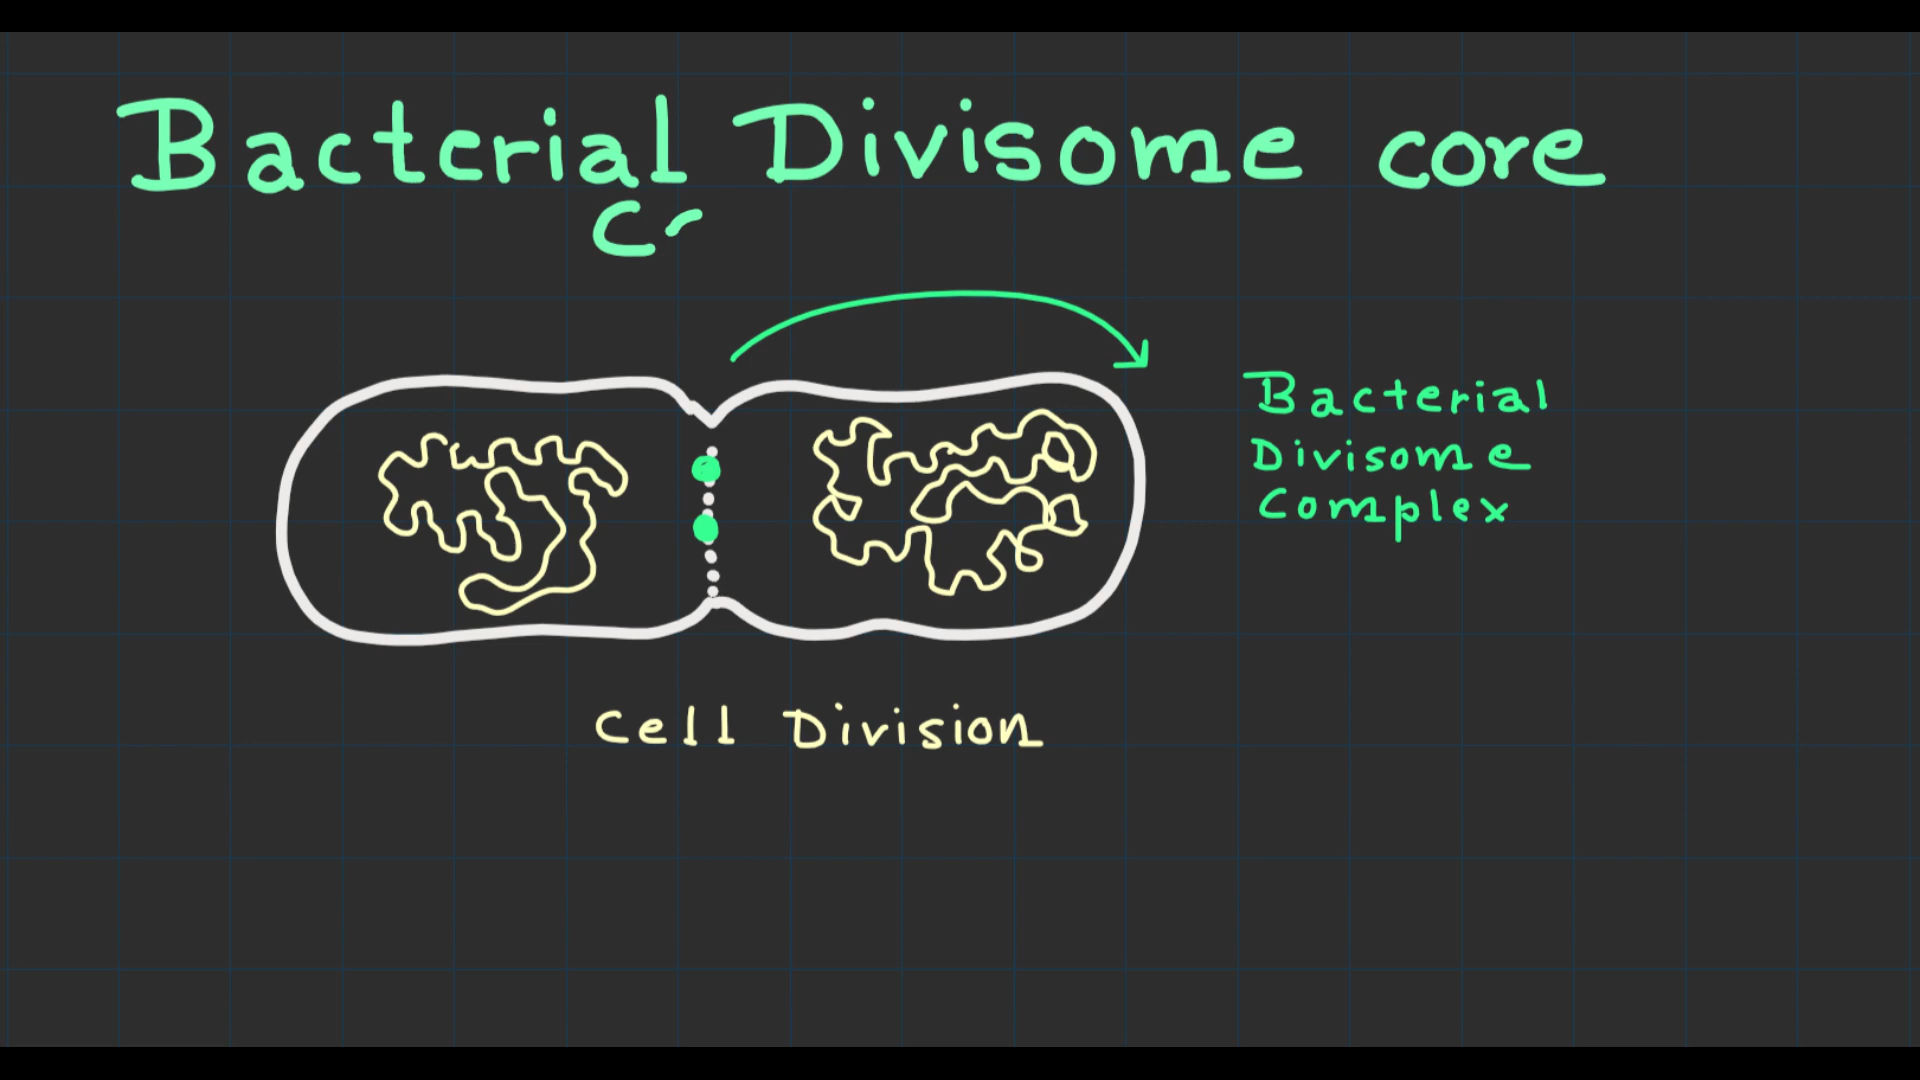 Bacterial Divisome core
C
Bacterial
Divisome
Complex
Cell Division